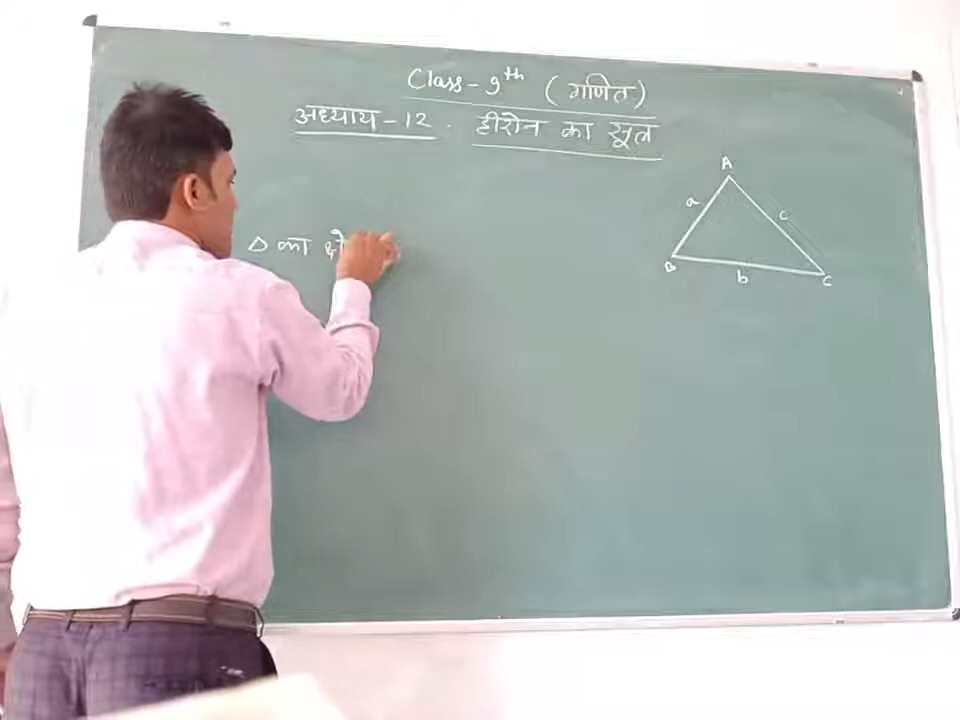 Class-9th (गणित)
अध्याय-12. हीरोन का सूत्र
A
a
c
Δ का
B
b
C